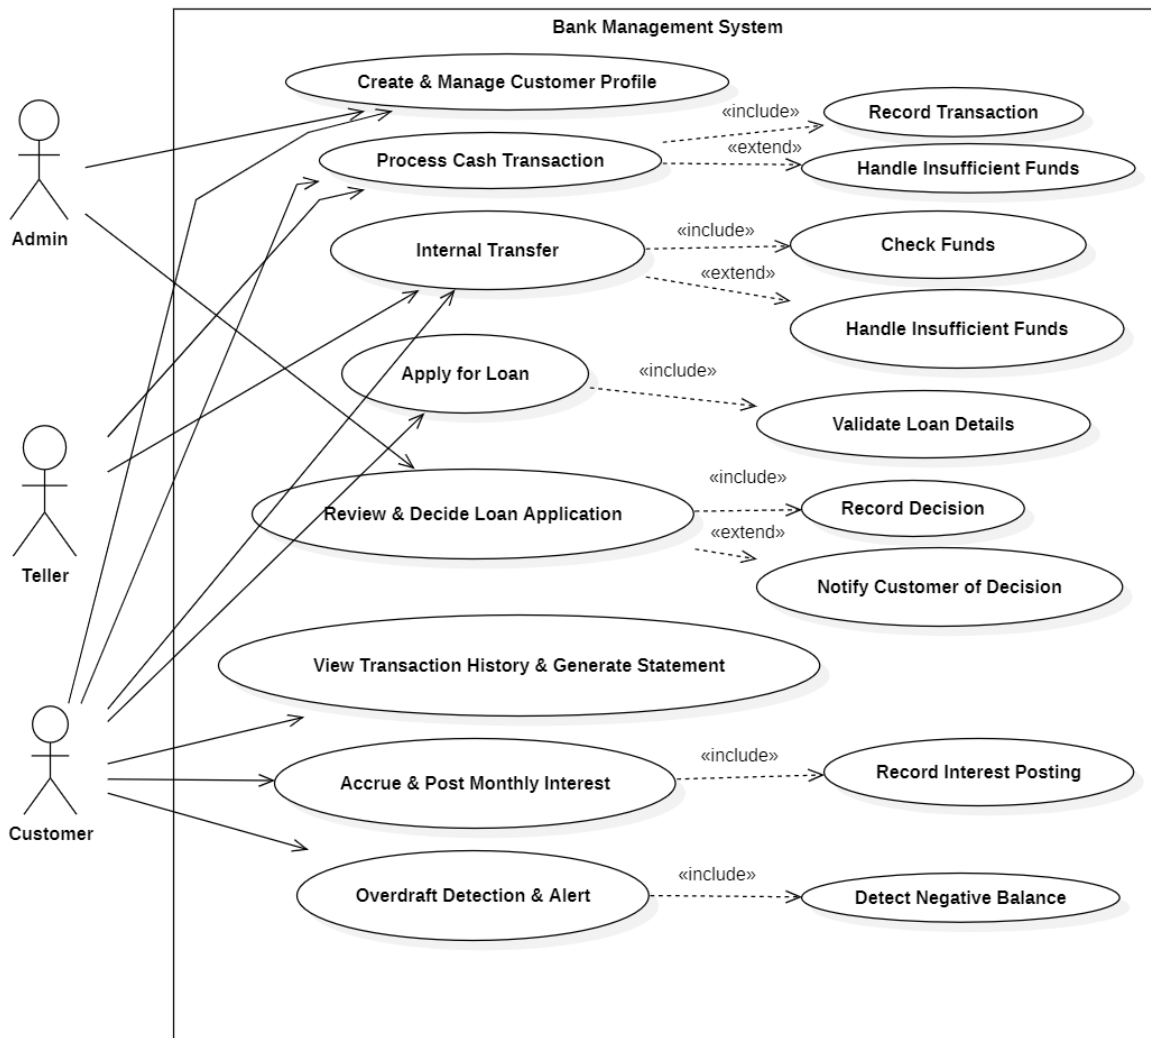 Bank Management System
Create & Manage Customer Profile
«include»
Record Transaction
Process Cash Transaction
«extend»
Handle Insufficient Funds
Admin
Internal Transfer
«include»
Check Funds
«extend»
Handle Insufficient Funds
Apply for Loan
«include»
Validate Loan Details
Teller
Review & Decide Loan Application
«include»
Record Decision
«extend»
Notify Customer of Decision
View Transaction History & Generate Statement
Customer
Accrue & Post Monthly Interest
«include»
Record Interest Posting
Overdraft Detection & Alert
«include»
Detect Negative Balance